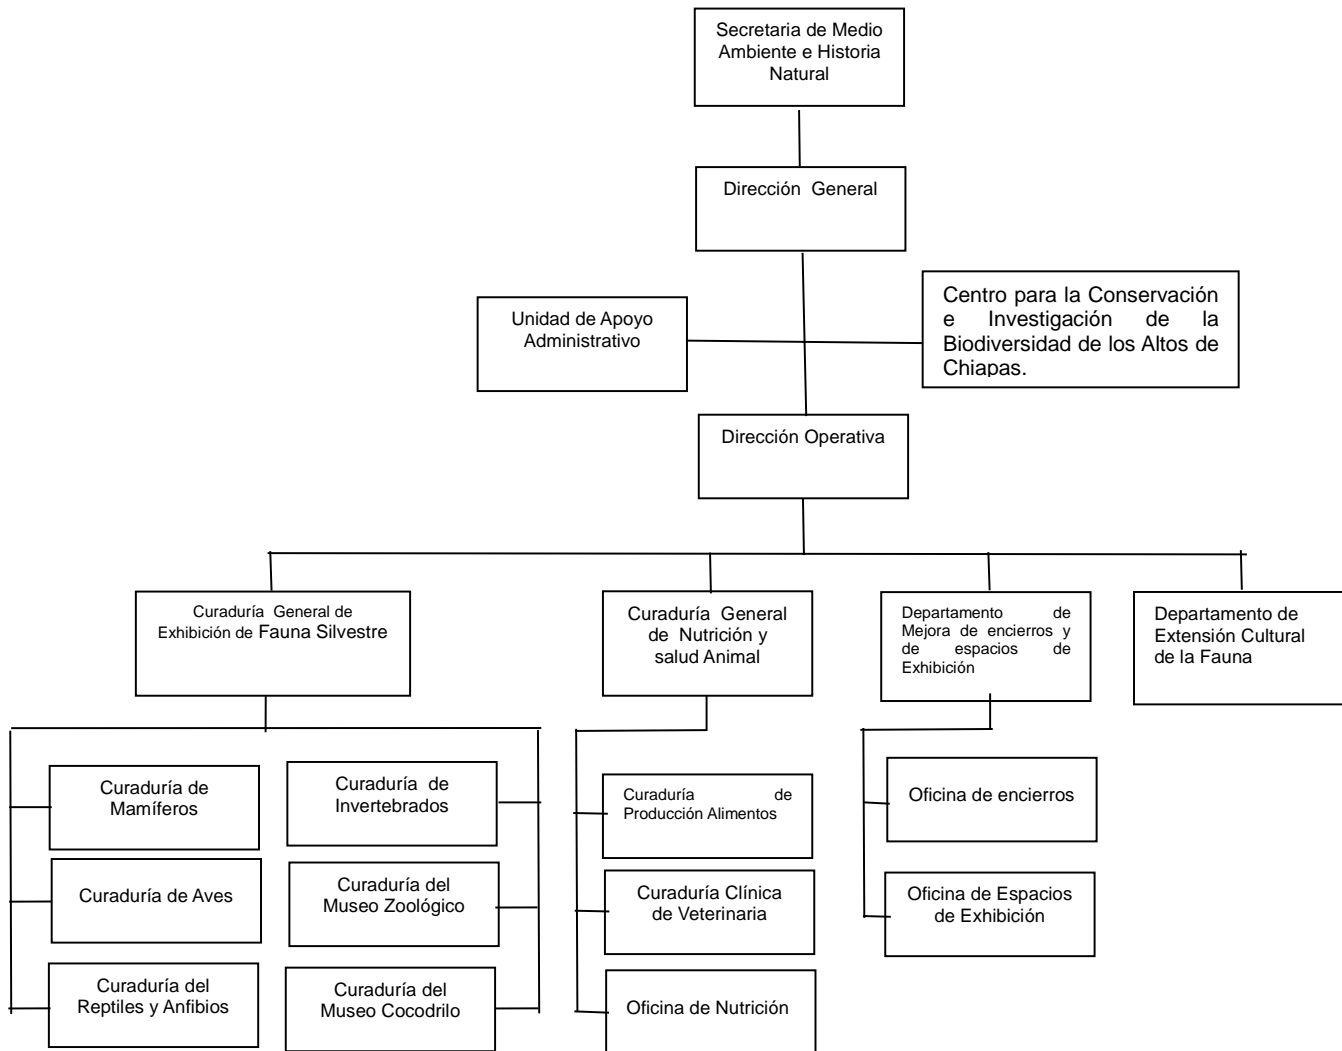 Secretaria de Medio
Ambiente e Historia
Natural
Dirección General
Unidad de Apoyo
Administrativo
Centro para la Conservación
e Investigación de la
Biodiversidad de los Altos de
Chiapas.
Dirección Operativa
Curaduría General de
Exhibición de Fauna Silvestre
Curaduría General
de Nutrición y
salud Animal
Departamento de
Mejora de encierros y
de espacios de
Exhibición
Departamento de
Extensión Cultural
de la Fauna
Curaduría de
Mamíferos
Curaduría de
Invertebrados
Curaduría de
Producción Alimentos
Oficina de encierros
Curaduría de Aves
Curaduría del
Museo Zoológico
Curaduría Clínica
de Veterinaria
Oficina de Espacios
de Exhibición
Curaduría del
Reptiles y Anfibios
Curaduría del
Museo Cocodrilo
Oficina de Nutrición